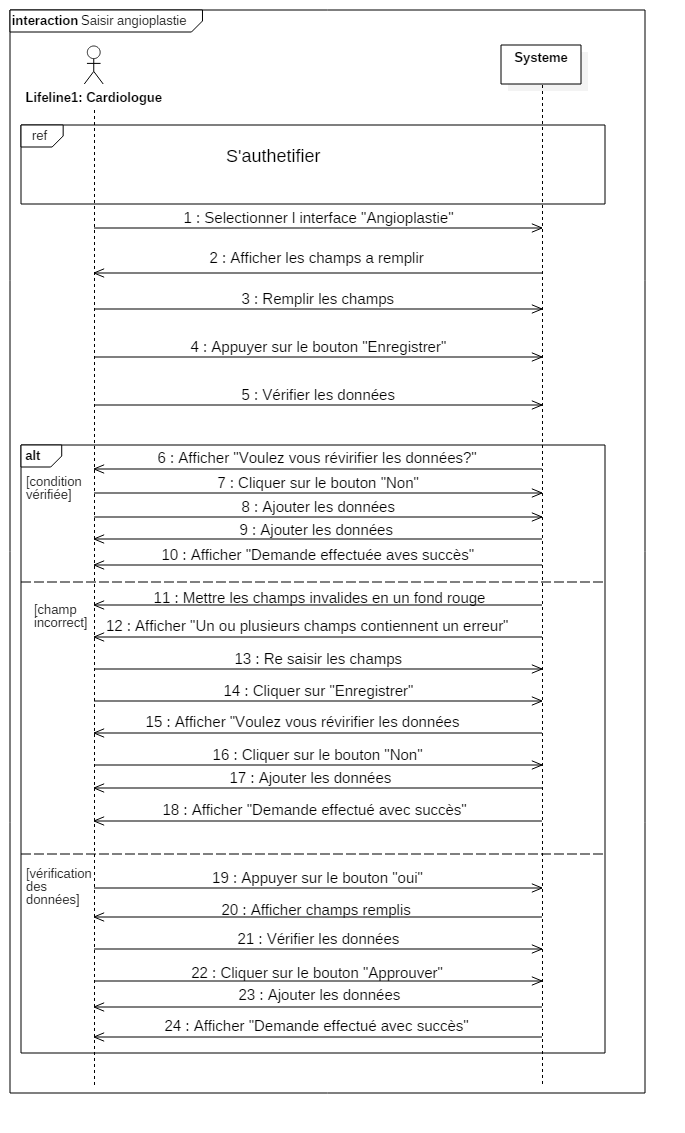 interaction Saisir angioplastie
Systeme
Lifeline1: Cardiologue
ref
S'authetifier
1 : Selectionner l interface "Angioplastie"
2 : Afficher les champs a remplir
3 : Remplir les champs
4 : Appuyer sur le bouton "Enregistrer"
5 : Vérifier les données
alt
6 : Afficher "Voulez vous révirifier les données?"
[condition
vérifiée]
7 : Cliquer sur le bouton "Non"
8 : Ajouter les données
9 : Ajouter les données
10 : Afficher "Demande effectuée aves succès"
11 : Mettre les champs invalides en un fond rouge
[champ
incorrect]
12 : Afficher "Un ou plusieurs champs contiennent un erreur"
13 : Re saisir les champs
14 : Cliquer sur "Enregistrer"
15 : Afficher "Voulez vous révirifier les données
16 : Cliquer sur le bouton "Non"
17 : Ajouter les données
18 : Afficher "Demande effectué avec succès"
[vérification
des
données]
19 : Appuyer sur le bouton "oui"
20 : Afficher champs remplis
21 : Vérifier les données
22 : Cliquer sur le bouton "Approuver"
23 : Ajouter les données
24 : Afficher "Demande effectué avec succès"